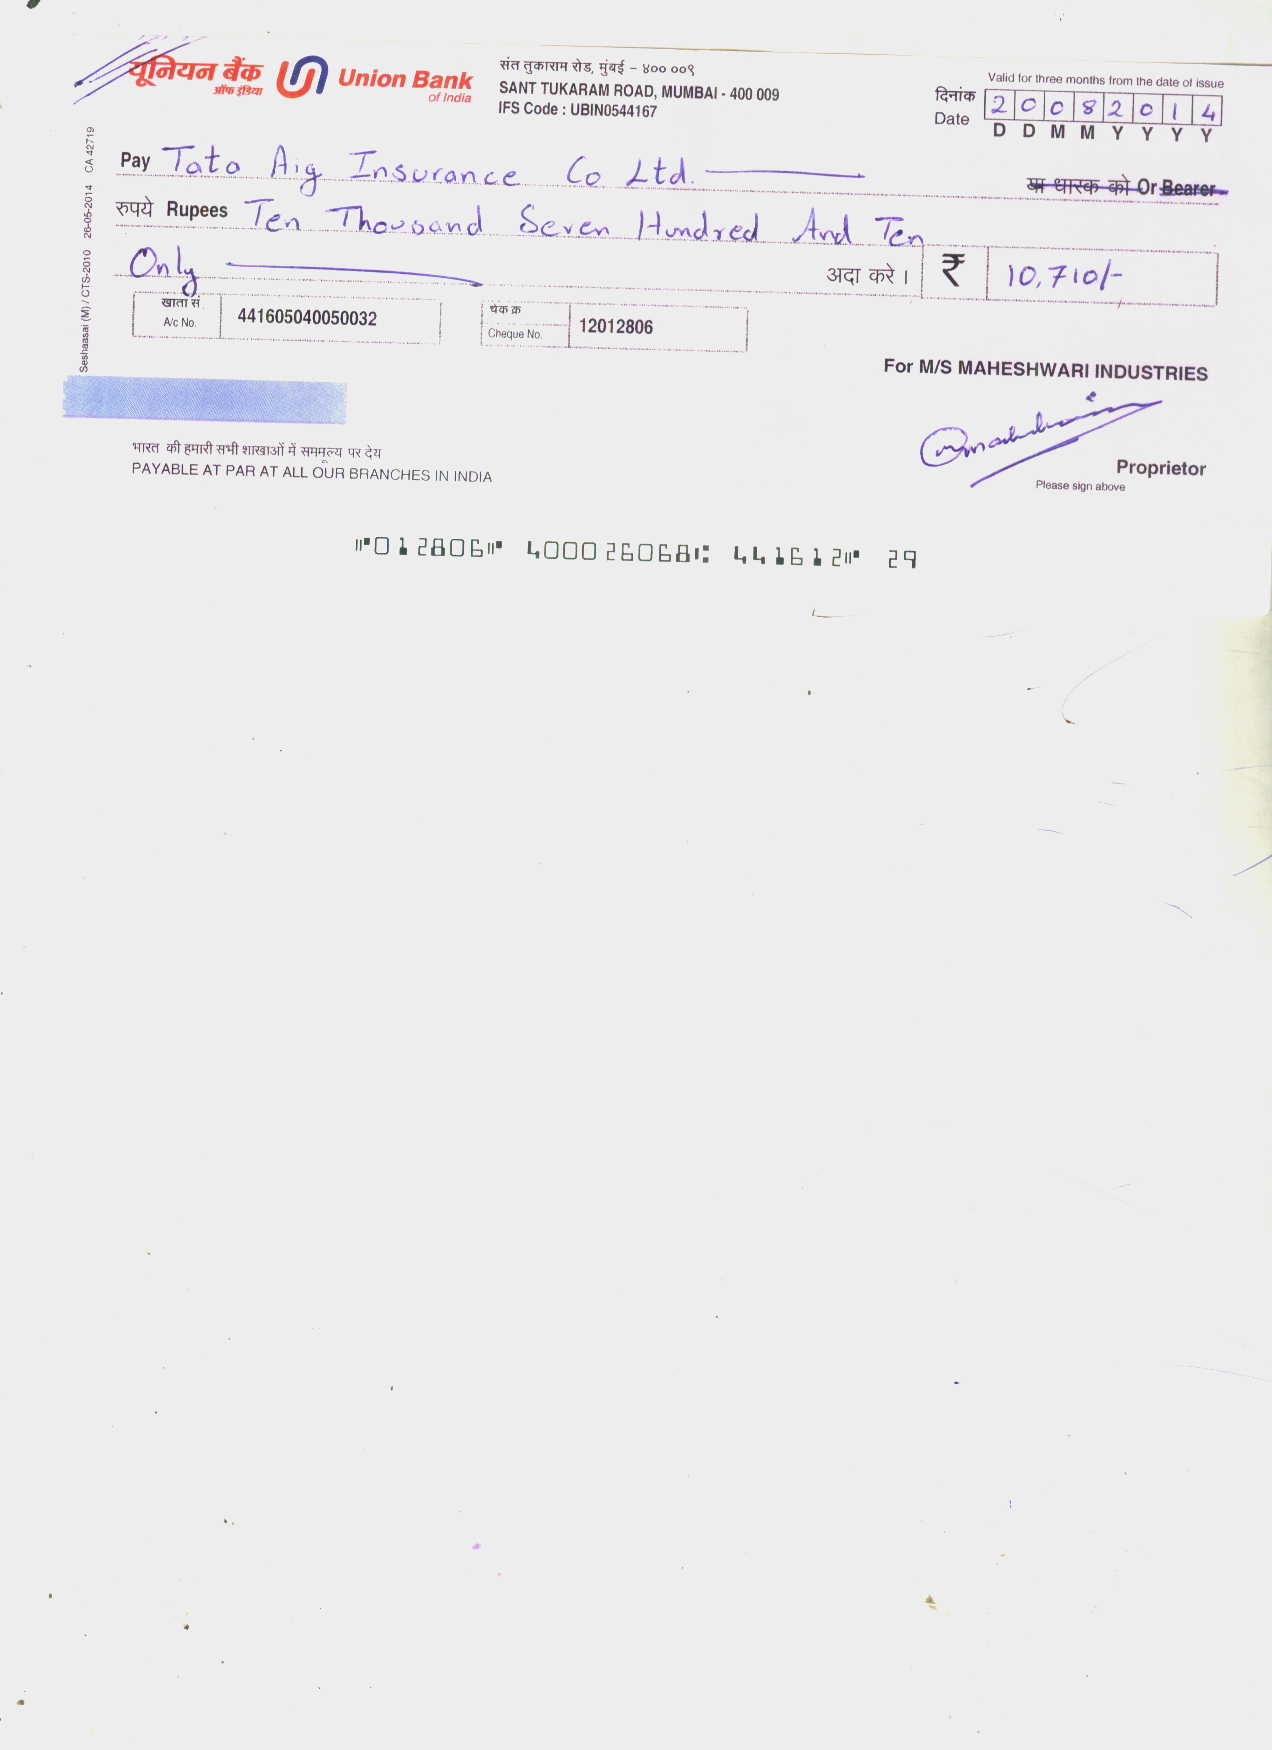 यूनियन बैंक
ऑफ इंडिया
Union Bank
of India
संत तुकाराम रोड, मुंबई – ४०० ००९
SANT TUKARAM ROAD, MUMBAI - 400 009
IFS Code : UBIN0544167
Valid for three months from the date of issue
दिनांक
Date
2 0 0 8 2 0 1 4
D D M M Y Y Y Y
Seshaasai (M) / CTS-2010 26-05-2014 CA 42719
Pay Tata Aig Insurance Co Ltd.
या धारक को Or Bearer
रुपये Rupees Ten Thousand Seven Hundred And Ten
Only
अदा करे । ₹ 10,710/-
खाता सं.
A/c No.
441605040050032
चेक क्र
Cheque No.
12012806
For M/S MAHESHWARI INDUSTRIES
भारत की हमारी सभी शाखाओं में सममूल्य पर देय
PAYABLE AT PAR AT ALL OUR BRANCHES IN INDIA
Proprietor
Please sign above
⑈012806⑈ 400026068⑆ 441612⑈ 29